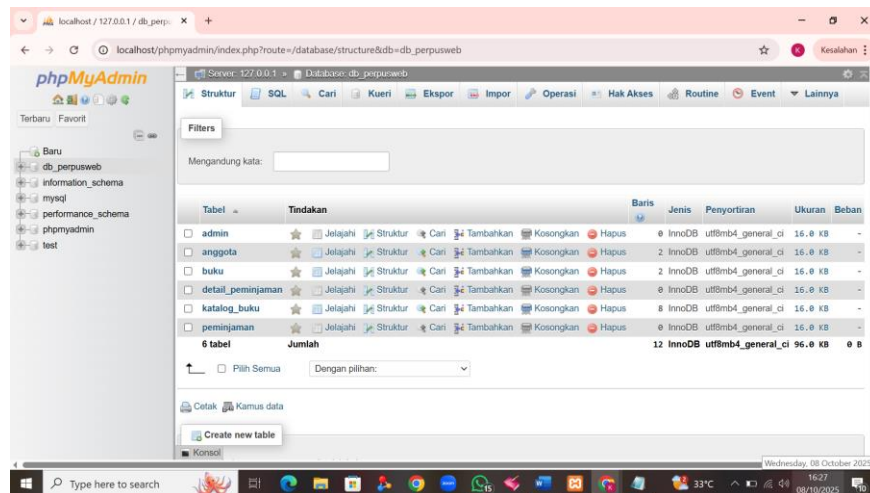 localhost / 127.0.0.1 / db_perpu
localhost/phpmyadmin/index.php?route=/database/structure&db=db_perpusweb
K Kesalahan
phpMyAdmin
Terbaru Favorit
Baru
db_perpusweb
information_schema
mysql
performance_schema
phpmyadmin
test
Server: 127.0.0.1 » Database: db_perpusweb
Struktur SQL Cari Kueri Ekspor Impor Operasi Hak Akses Routine Event Lainnya
Filters
Mengandung kata:
Tabel Tindakan Baris Jenis Penyortiran Ukuran Beban
admin Jelajahi Struktur Cari Tambahkan Kosongkan Hapus 0 InnoDB utf8mb4_general_ci 16.0 KB -
anggota Jelajahi Struktur Cari Tambahkan Kosongkan Hapus 2 InnoDB utf8mb4_general_ci 16.0 KB -
buku Jelajahi Struktur Cari Tambahkan Kosongkan Hapus 2 InnoDB utf8mb4_general_ci 16.0 KB -
detail_peminjaman Jelajahi Struktur Cari Tambahkan Kosongkan Hapus 0 InnoDB utf8mb4_general_ci 16.0 KB -
katalog_buku Jelajahi Struktur Cari Tambahkan Kosongkan Hapus 8 InnoDB utf8mb4_general_ci 16.0 KB -
peminjaman Jelajahi Struktur Cari Tambahkan Kosongkan Hapus 0 InnoDB utf8mb4_general_ci 16.0 KB -
6 tabel Jumlah 12 InnoDB utf8mb4_general_ci 96.0 KB 0 B
Pilih Semua Dengan pilihan:
Cetak Kamus data
Create new table
Konsol
Wednesday, 08 October 2025
Type here to search 33°C 16:27
08/10/2025